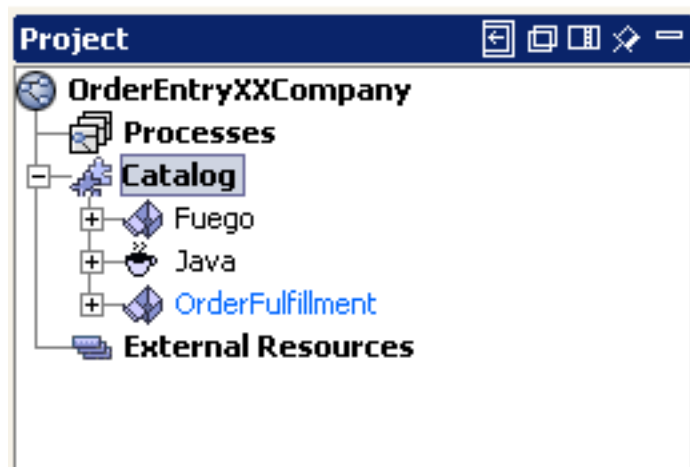 Project
OrderEntryXXCompany
Processes
Catalog
Fuego
Java
OrderFulfillment
External Resources